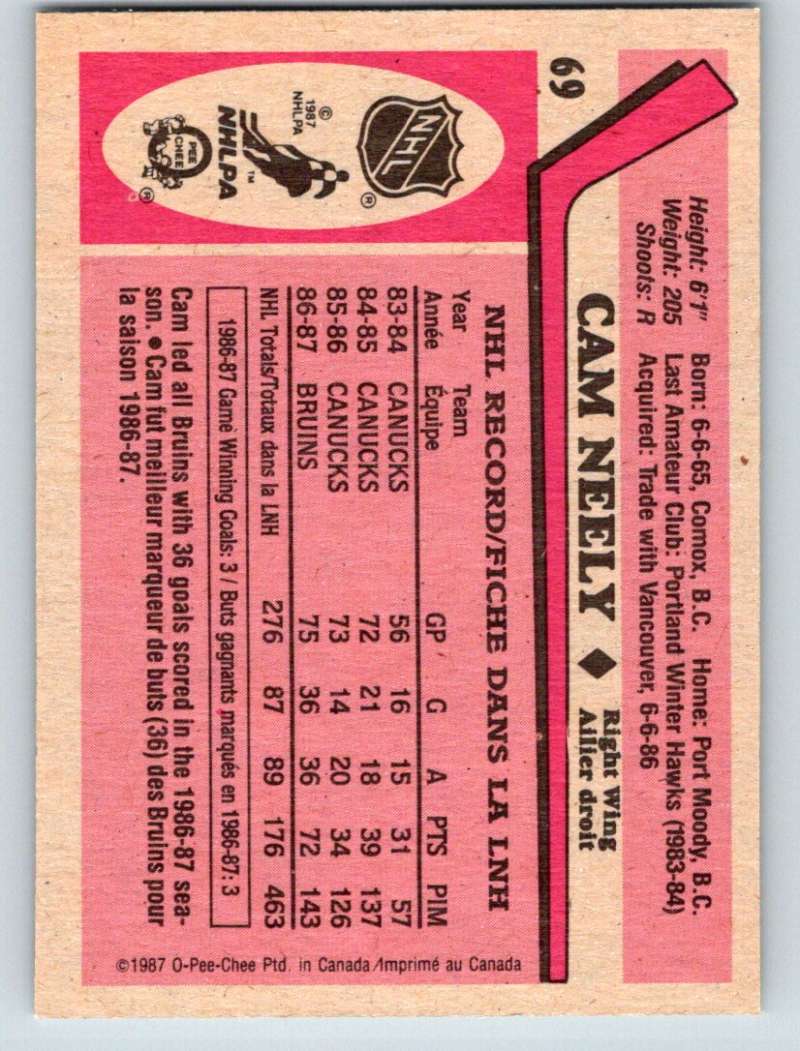 69
Height: 6'1" Born: 6-6-65, Comox, B.C. Home: Port Moody, B.C.
Weight: 205 Last Amateur Club: Portland Winter Hawks (1983-84)
Shoots: R Acquired: Trade with Vancouver, 6-6-86
CAM NEELY ◆ Right Wing
Ailier droit
NHL
®
© 1987
NHLPA
NHLPA
™
O
PEE
CHEE
®
NHL RECORD/FICHE DANS LA LNH
Year Team GP G A PTS PIM
Année Équipe
83-84 CANUCKS 56 16 15 31 57
84-85 CANUCKS 72 21 18 39 137
85-86 CANUCKS 73 14 20 34 126
86-87 BRUINS 75 36 36 72 143
NHL Totals/Totaux dans la LNH 276 87 89 176 463
1986-87 Game Winning Goals: 3 / Buts gagnants marqués en 1986-87: 3
Cam led all Bruins with 36 goals scored in the 1986-87 sea-
son. ● Cam fut meilleur marqueur de buts (36) des Bruins pour
la saison 1986-87.
©1987 O-Pee-Chee Ptd. in Canada/Imprimé au Canada